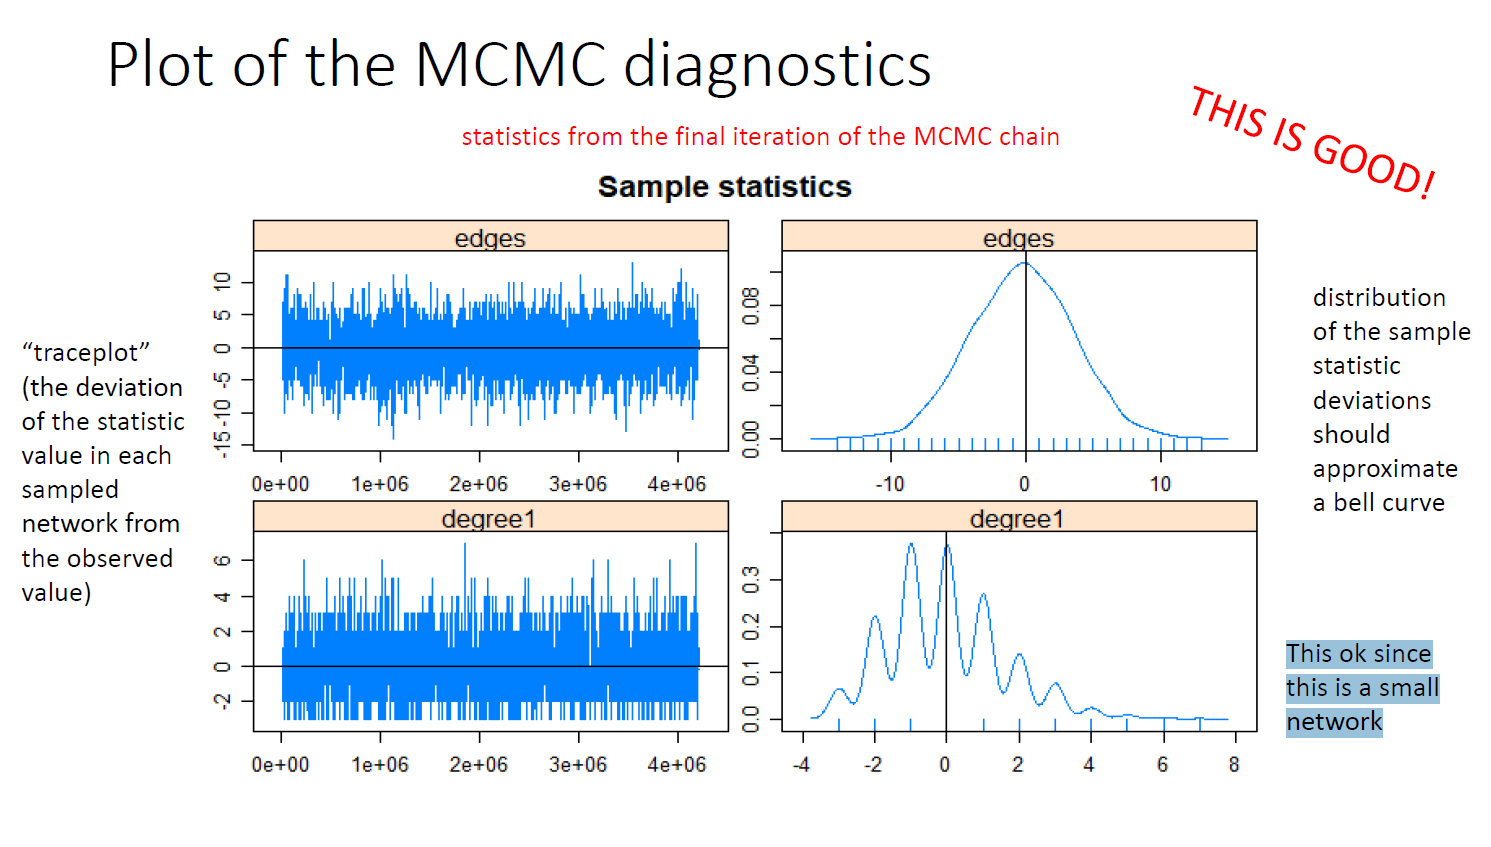 Plot of the MCMC diagnostics
THIS IS GOOD!
statistics from the final iteration of the MCMC chain
Sample statistics
edges
10
5
0
-5
-10
-15
0e+00 1e+06 2e+06 3e+06 4e+06
edges
0.08
0.04
0.00
-10 0 10
degree1
6
4
2
0
-2
0e+00 1e+06 2e+06 3e+06 4e+06
degree1
0.3
0.2
0.1
0.0
-4 -2 0 2 4 6 8
“traceplot”
(the deviation
of the statistic
value in each
sampled
network from
the observed
value)
distribution
of the sample
statistic
deviations
should
approximate
a bell curve
This ok since
this is a small
network